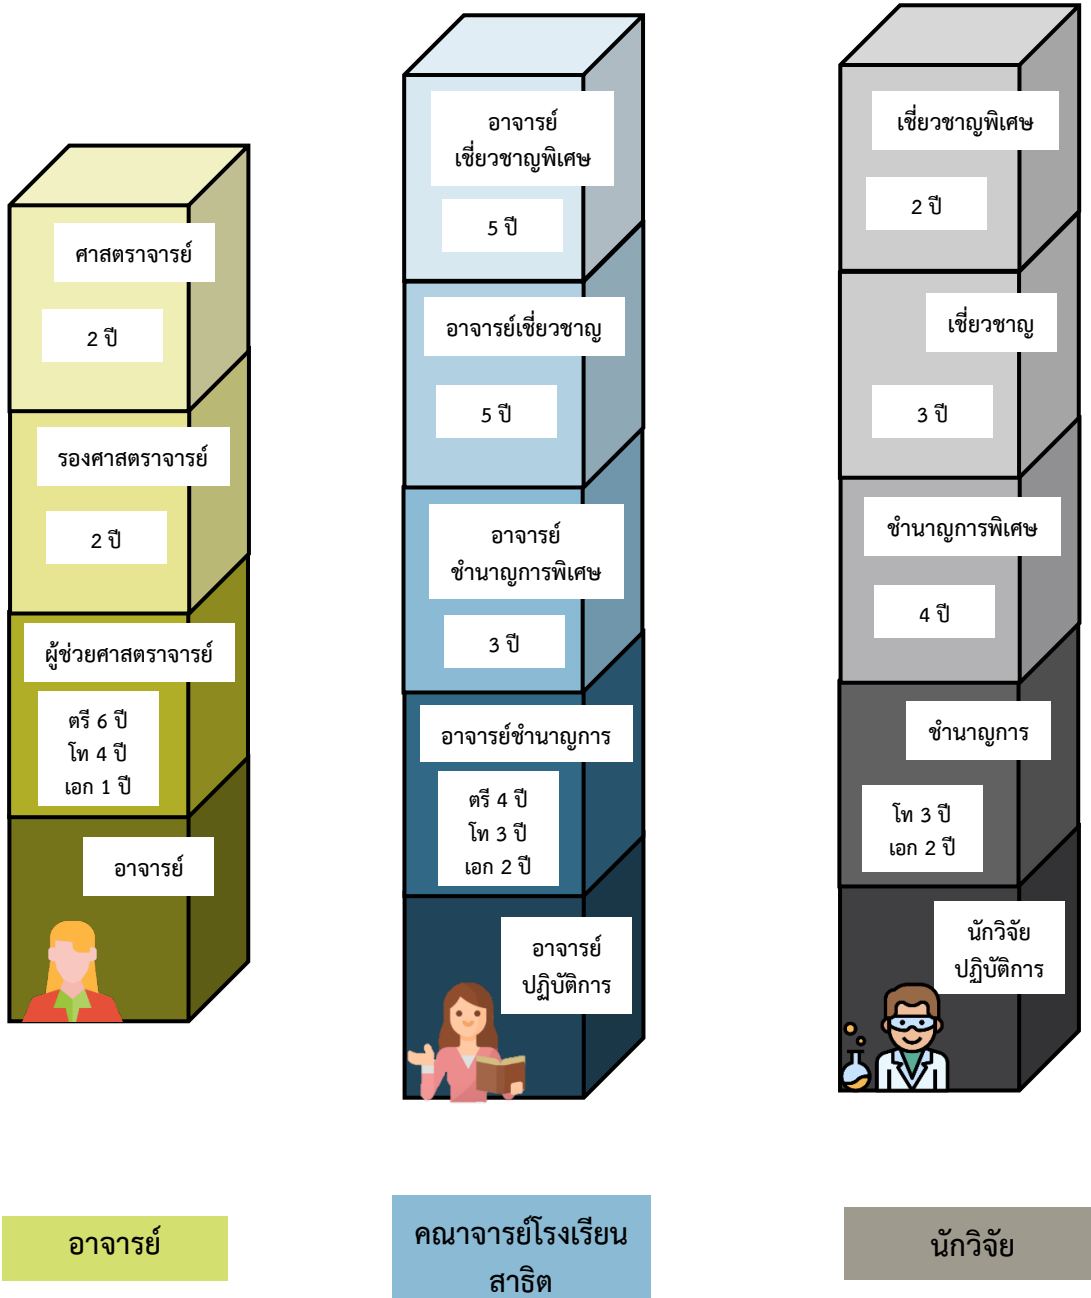 ศาสตราจารย์
2 ปี
รองศาสตราจารย์
2 ปี
ผู้ช่วยศาสตราจารย์
ตรี 6 ปี
โท 4 ปี
เอก 1 ปี
อาจารย์
อาจารย์
อาจารย์
เชี่ยวชาญพิเศษ
5 ปี
อาจารย์เชี่ยวชาญ
5 ปี
อาจารย์
ชำนาญการพิเศษ
3 ปี
อาจารย์ชำนาญการ
ตรี 4 ปี
โท 3 ปี
เอก 2 ปี
อาจารย์
ปฏิบัติการ
คณาจารย์โรงเรียน
สาธิต
เชี่ยวชาญพิเศษ
2 ปี
เชี่ยวชาญ
3 ปี
ชำนาญการพิเศษ
4 ปี
ชำนาญการ
โท 3 ปี
เอก 2 ปี
นักวิจัย
ปฏิบัติการ
นักวิจัย